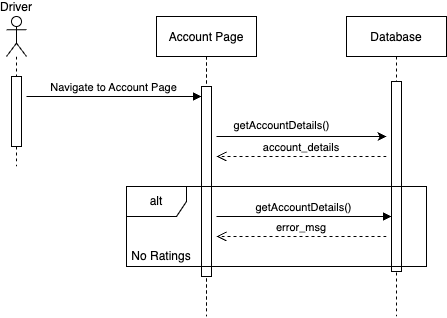 Driver
Account Page
Database
Navigate to Account Page
getAccountDetails()
account_details
alt
getAccountDetails()
error_msg
No Ratings